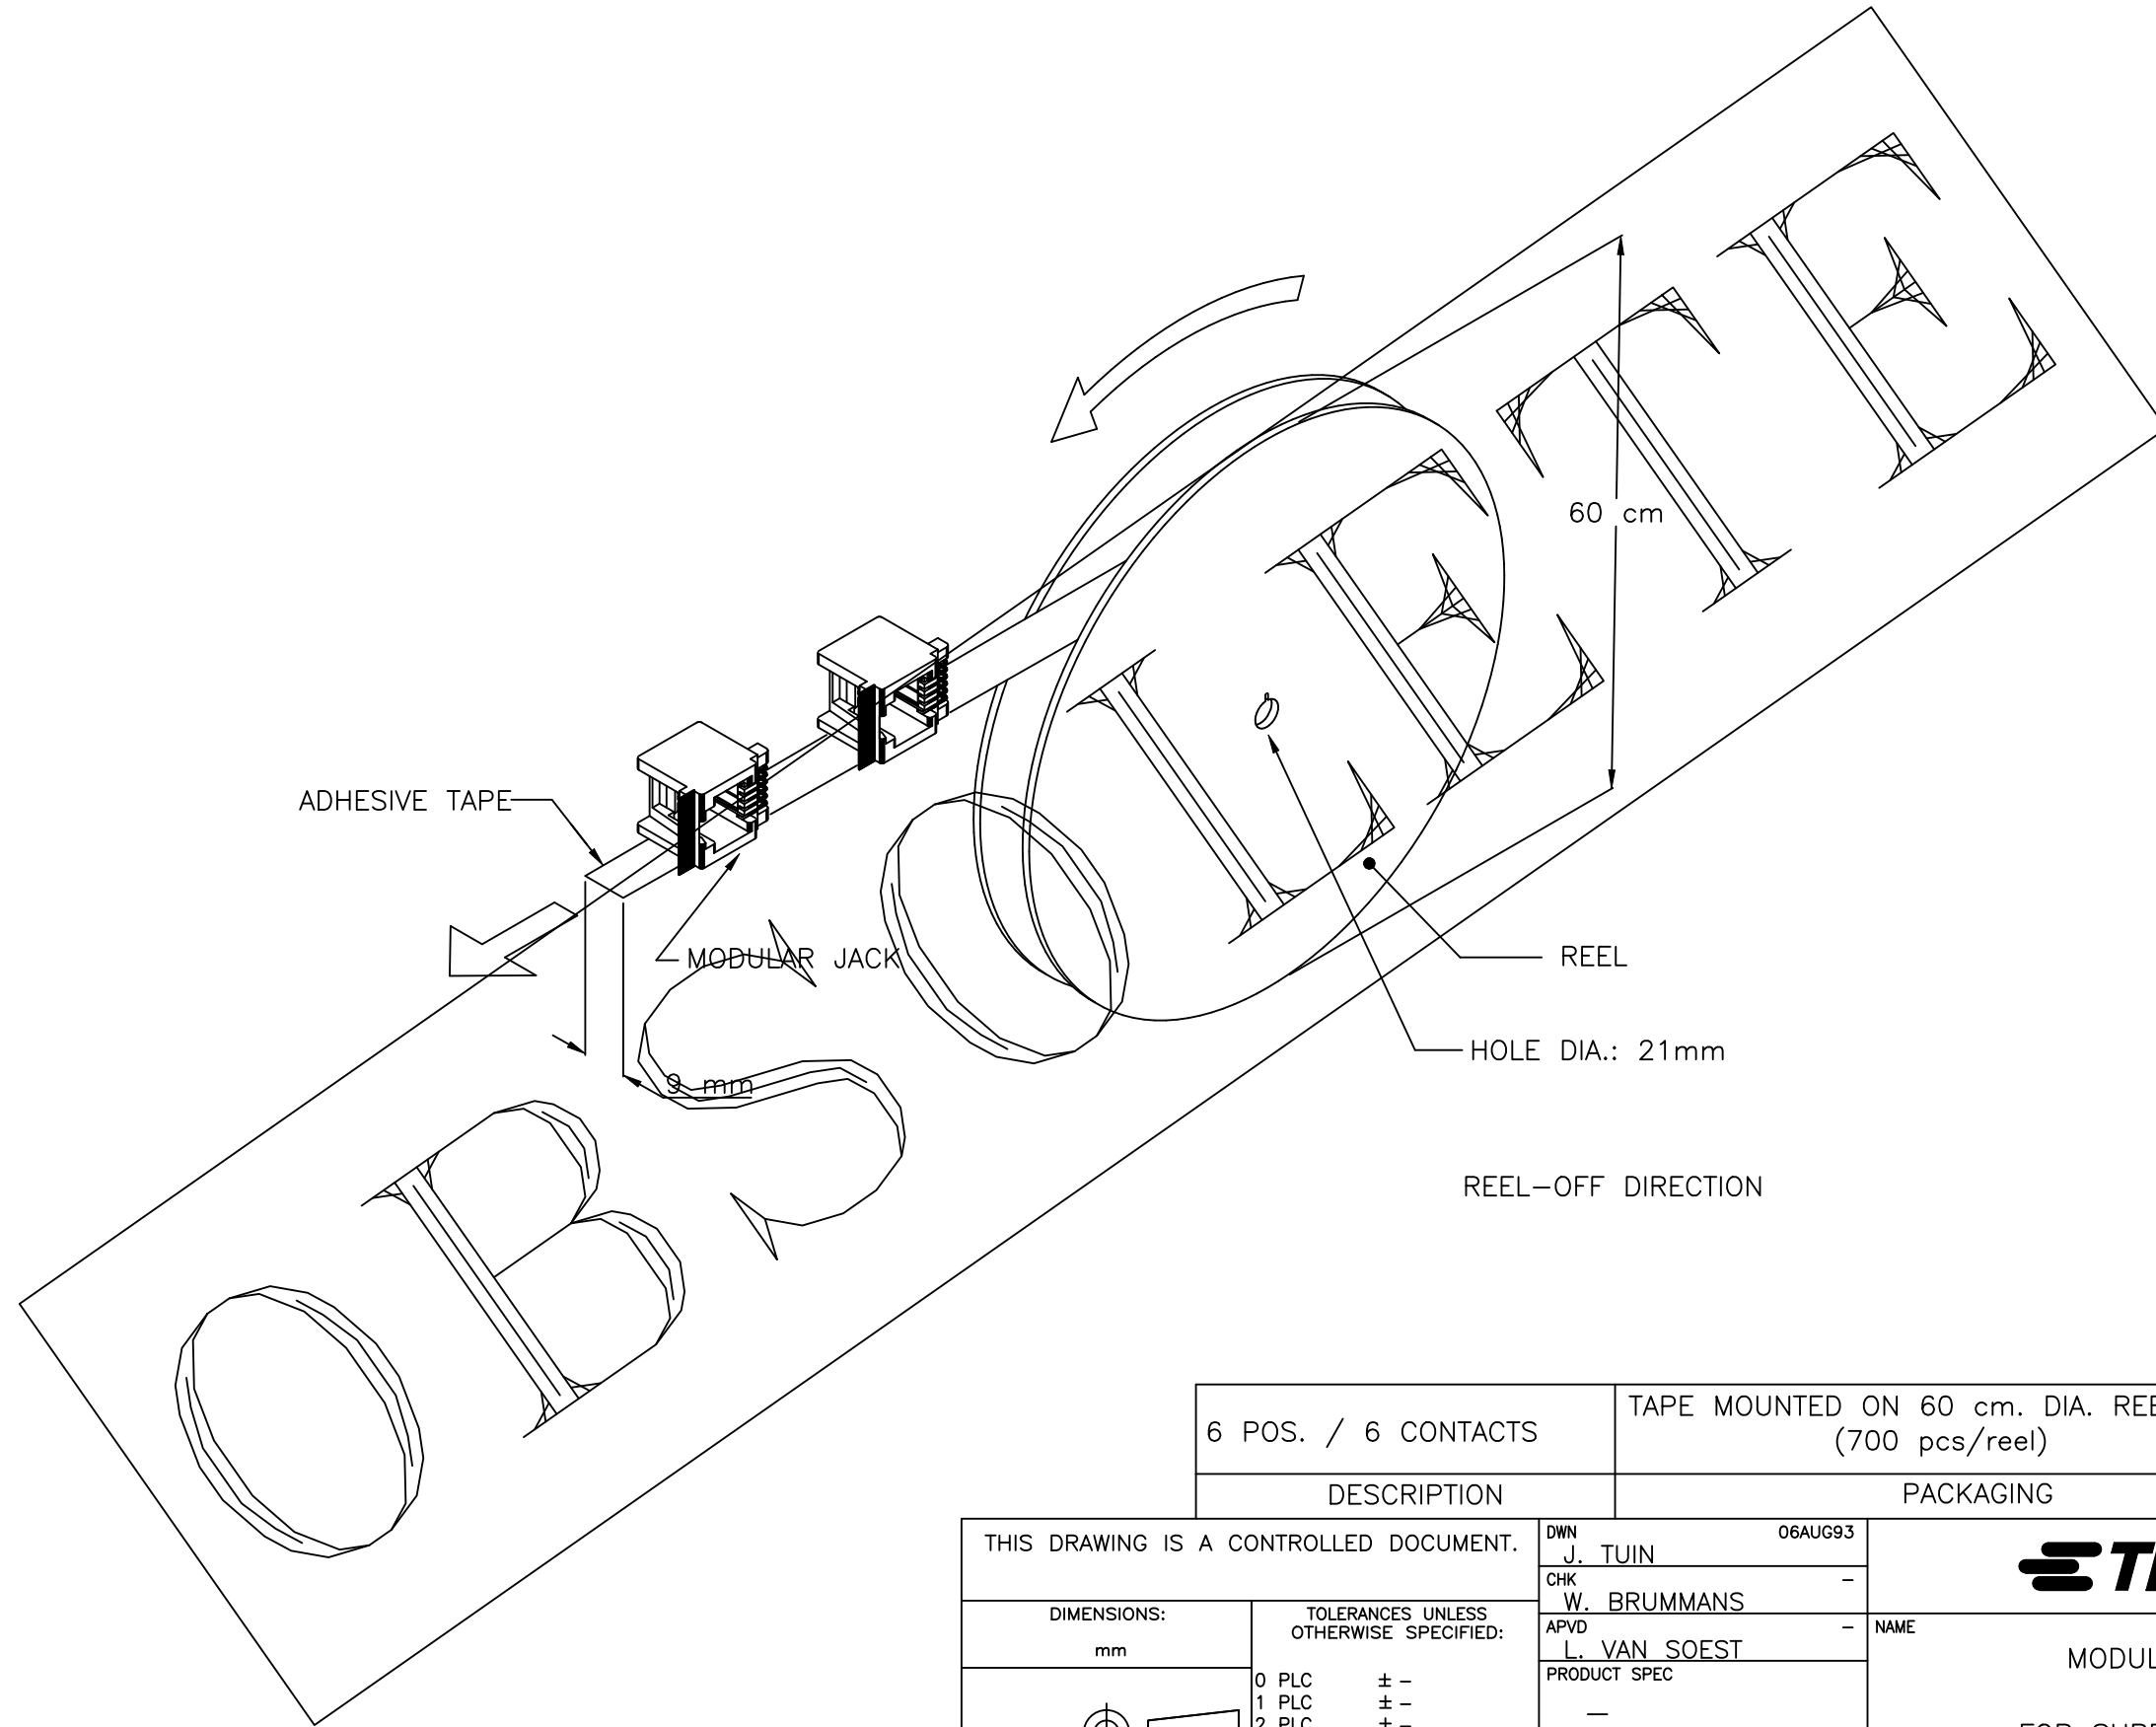 OBSOLETE
60 cm
ADHESIVE TAPE
MODULAR JACK
REEL
HOLE DIA.: 21mm
9 mm
REEL-OFF DIRECTION
6 POS. / 6 CONTACTS
TAPE MOUNTED ON 60 cm. DIA.
(700 pcs/reel)
DESCRIPTION
PACKAGING
THIS DRAWING IS A CONTROLLED DOCUMENT.
DWN 06AUG93
J. TUIN
CHK -
W. BRUMMANS
APVD -
L. VAN SOEST
PRODUCT SPEC
-
NAME
DIMENSIONS:
mm
TOLERANCES UNLESS
OTHERWISE SPECIFIED:
0 PLC ± -
1 PLC ± -
2 PLC ± -